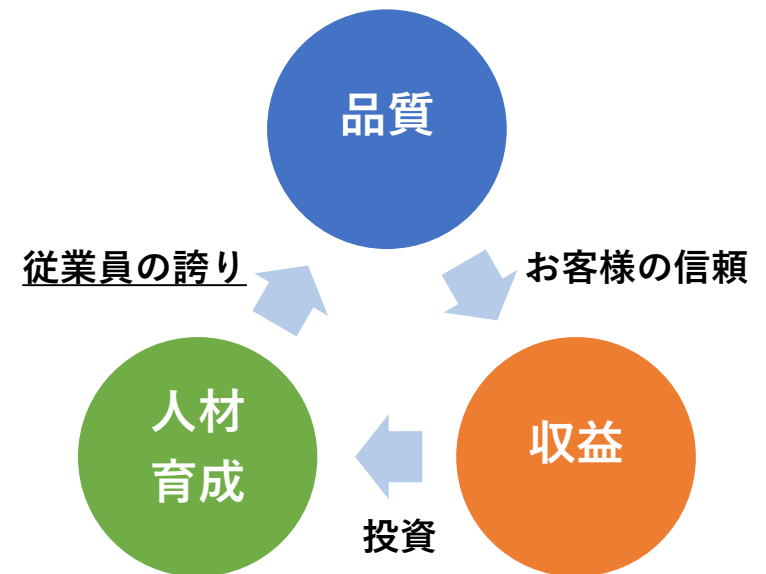 品質
従業員の誇り
お客様の信頼
人材
育成
収益
投資